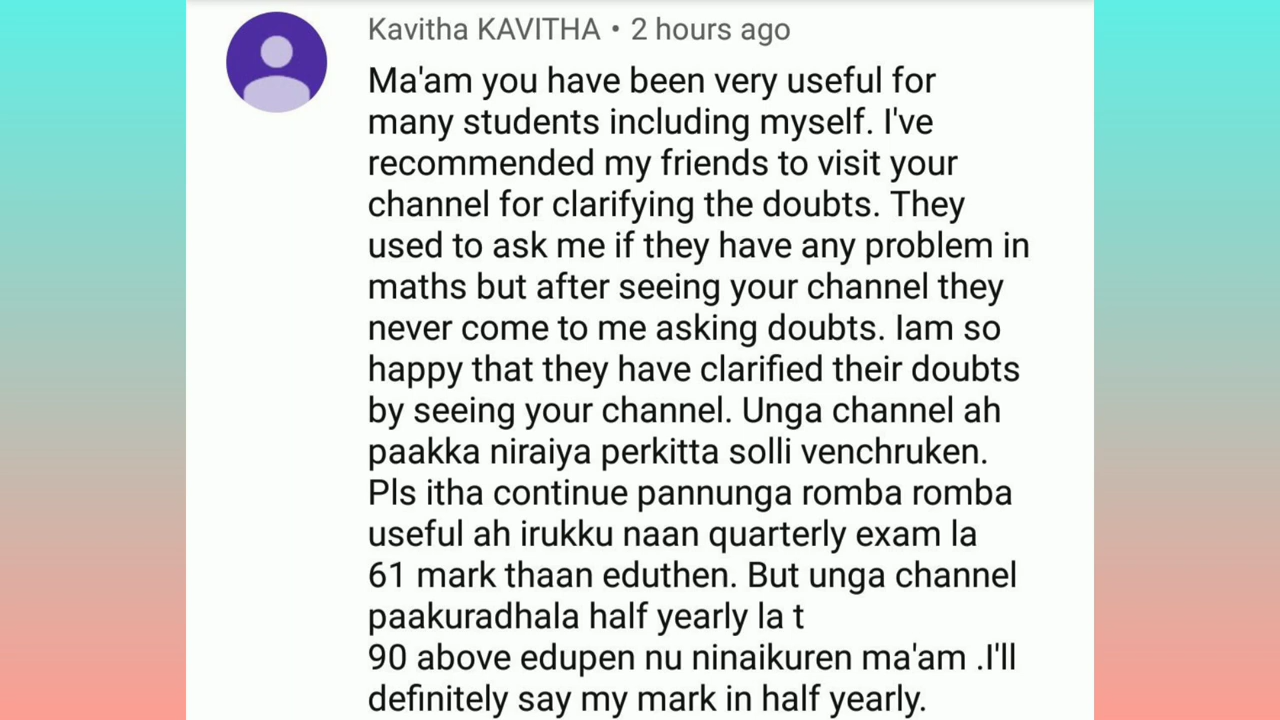 Kavitha KAVITHA • 2 hours ago
Ma'am you have been very useful for
many students including myself. I've
recommended my friends to visit your
channel for clarifying the doubts. They
used to ask me if they have any problem in
maths but after seeing your channel they
never come to me asking doubts. Iam so
happy that they have clarified their doubts
by seeing your channel. Unga channel ah
paakka niraiya perkitta solli venchruken.
Pls itha continue pannunga romba romba
useful ah irukku naan quarterly exam la
61 mark thaan eduthen. But unga channel
paakuradhala half yearly la t
90 above edupen nu ninaikuren ma'am .I'll
definitely say my mark in half yearly.